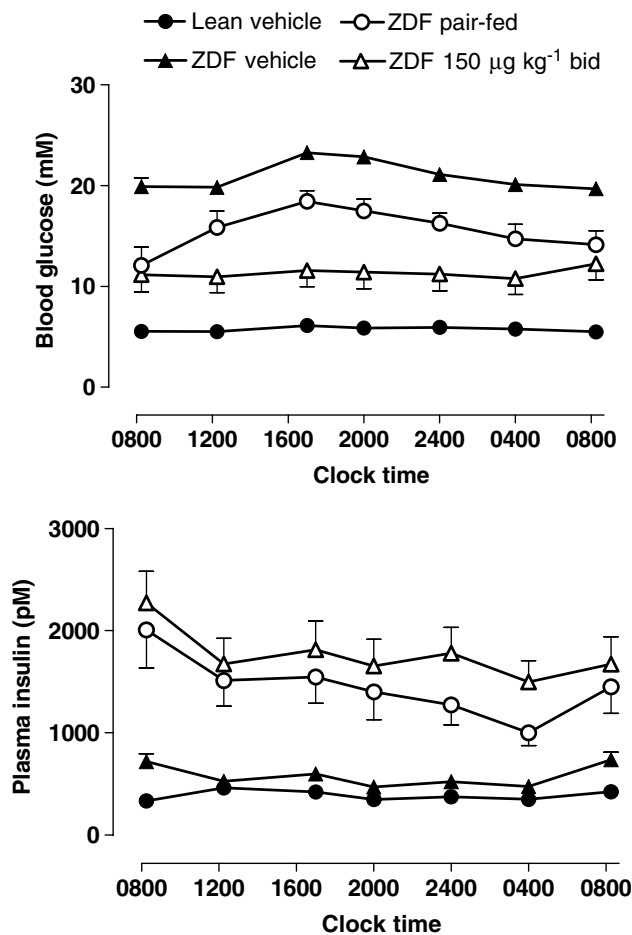 Lean vehicle ZDF pair-fed
ZDF vehicle ZDF 150 μg kg⁻¹ bid
30
20
10
0
Blood glucose (mM)
0800 1200 1600 2000 2400 0400 0800
Clock time
3000
2000
1000
0
Plasma insulin (pM)
0800 1200 1600 2000 2400 0400 0800
Clock time